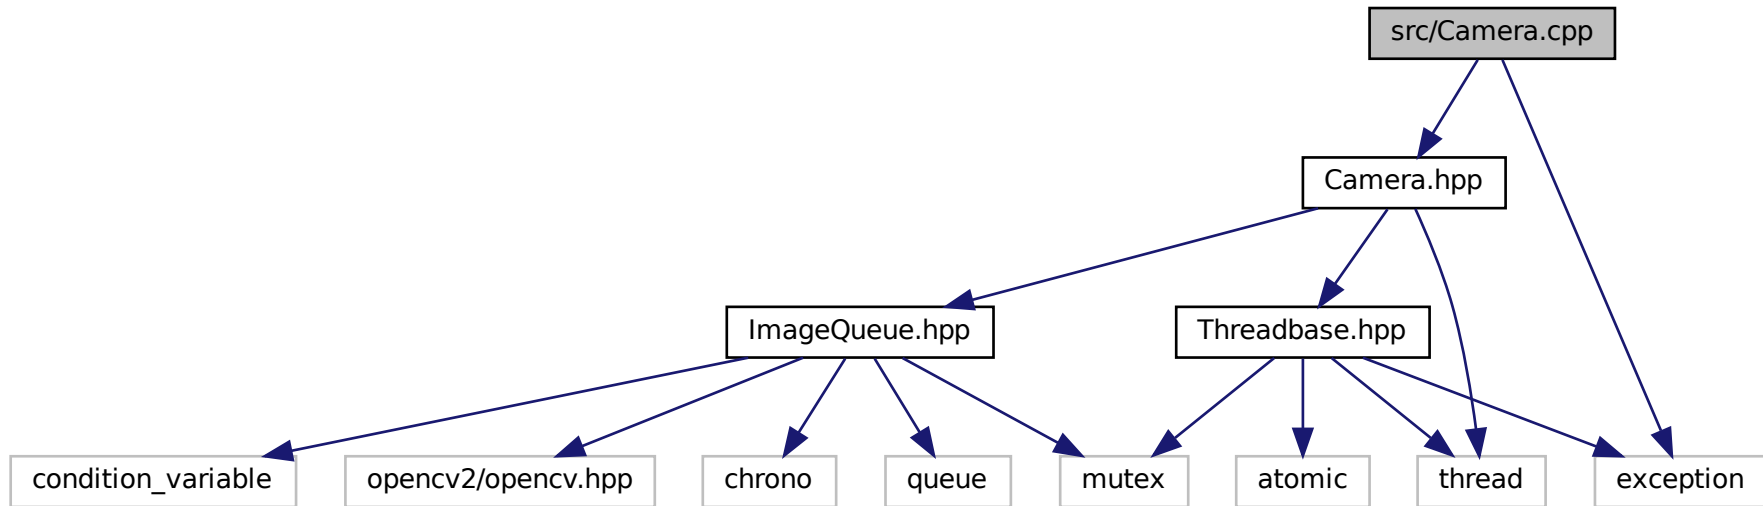 src/Camera.cpp
Camera.hpp
ImageQueue.hpp
Threadbase.hpp
condition_variable
opencv2/opencv.hpp
chrono
queue
mutex
atomic
thread
exception